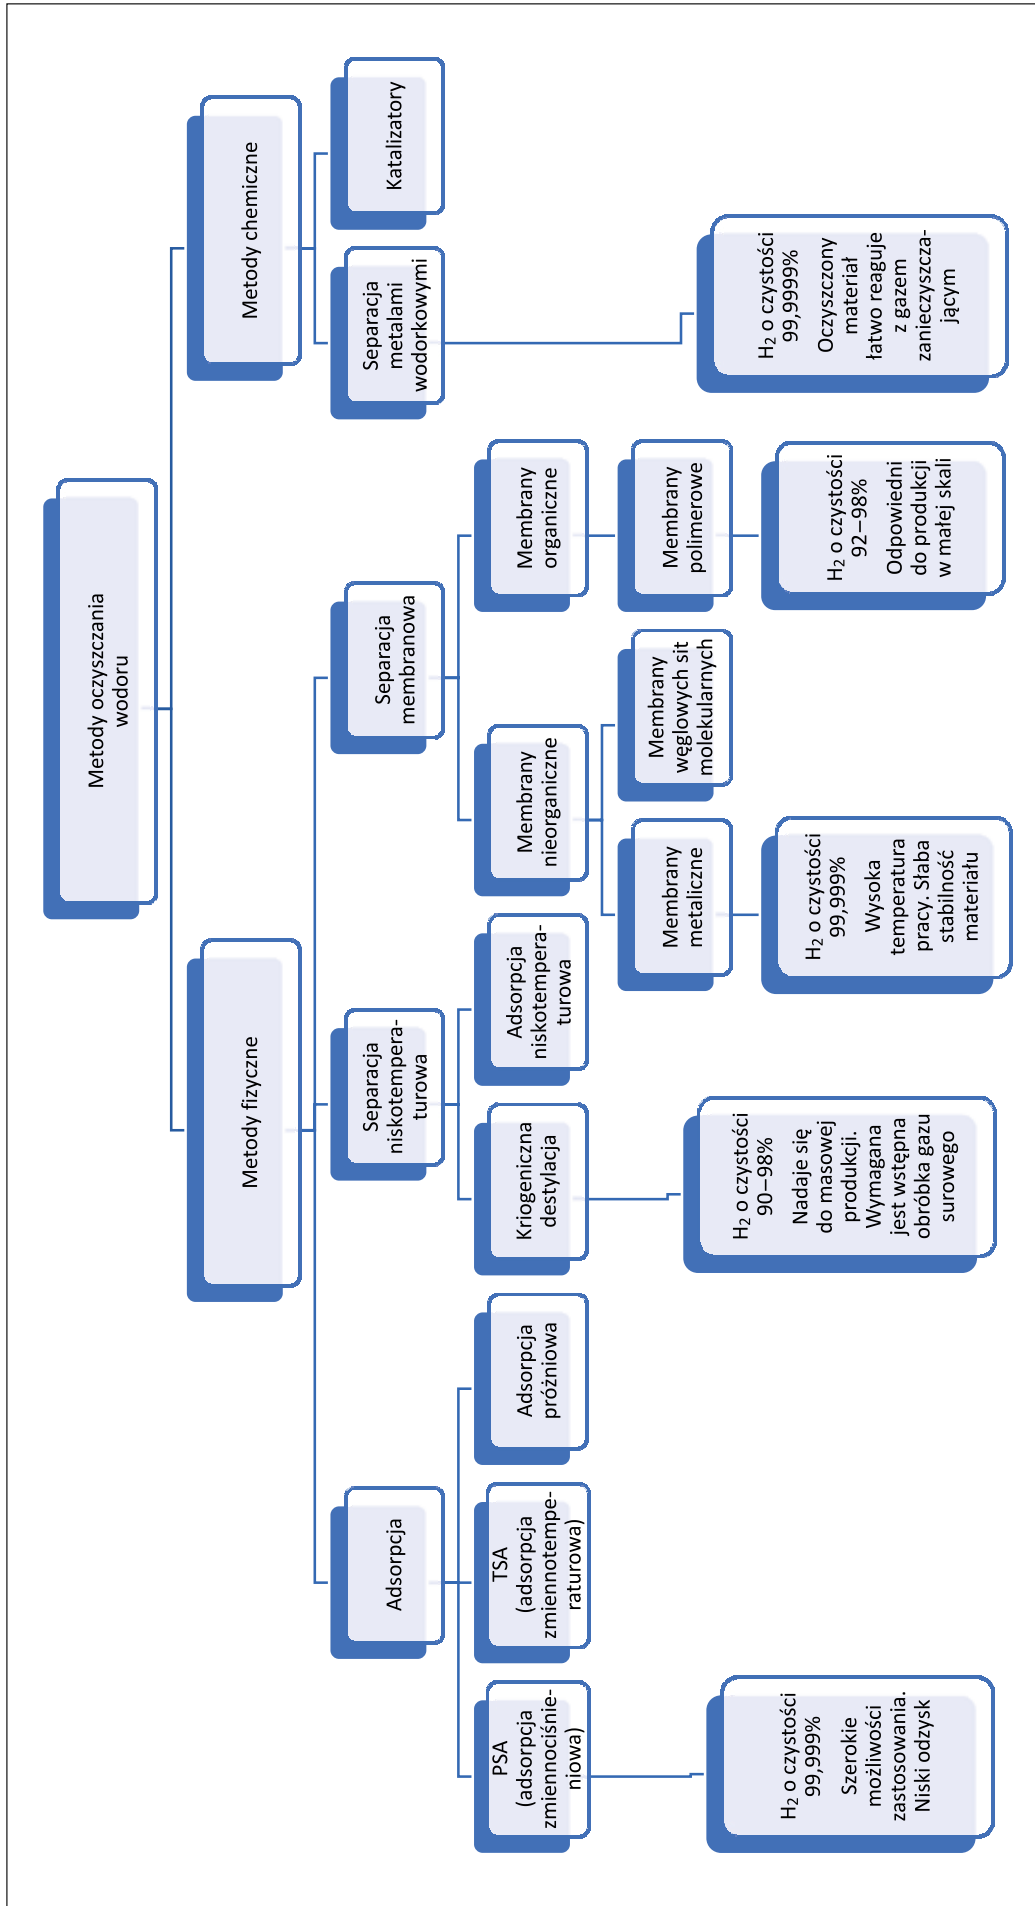 Metody oczyszczania
wodoru
Metody fizyczne
Metody chemiczne
Adsorpcja
Separacja
niskotempera-
turowa
Separacja
membranowa
Separacja
metalami
wodorkowymi
Katalizatory
PSA
(adsorpcja
zmiennociśnie-
niowa)
TSA
(adsorpcja
zmiennotempe-
raturowa)
Adsorpcja
próżniowa
Kriogeniczna
destylacja
Adsorpcja
niskotempera-
turowa
Membrany
nieorganiczne
Membrany
organiczne
Membrany
metaliczne
Membrany
węglowych sit
molekularnych
Membrany
polimerowe
H₂ o czystości
99,999%
Szerokie
możliwości
zastosowania.
Niski odzysk
H₂ o czystości
90–98%
Nadaje się
do masowej
produkcji.
Wymagana
jest wstępna
obróbka gazu
surowego
H₂ o czystości
99,999%
Wysoka
temperatura
pracy. Słaba
stabilność
materiału
H₂ o czystości
92–98%
Odpowiedni
do produkcji
w małej skali
H₂ o czystości
99,9999%
Oczyszczony
materiał
łatwo reaguje
z gazem
zanieczyszcza-
jącym